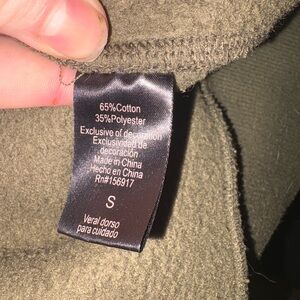 65%Cotton
35%Polyester
Exclusive of decoration
Exclusividad de
decoración
Made in China
Hecho en China
Rn#156917
S
Veral dorso
para cuidado